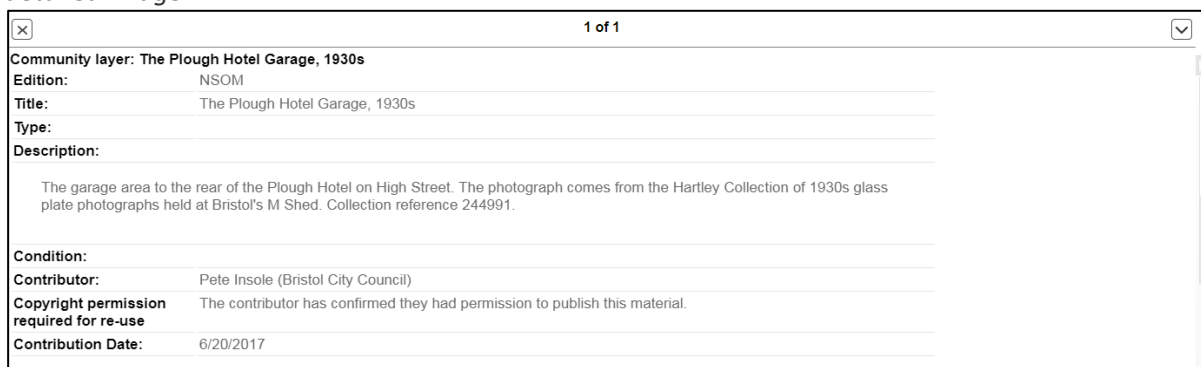 1 of 1
Community layer: The Plough Hotel Garage, 1930s
Edition: NSOM
Title: The Plough Hotel Garage, 1930s
Type:
Description:
The garage area to the rear of the Plough Hotel on High Street. The photograph comes from the Hartley Collection of 1930s glass
plate photographs held at Bristol's M Shed. Collection reference 244991.
Condition:
Contributor: Pete Insole (Bristol City Council)
Copyright permission The contributor has confirmed they had permission to publish this material.
required for re-use
Contribution Date: 6/20/2017